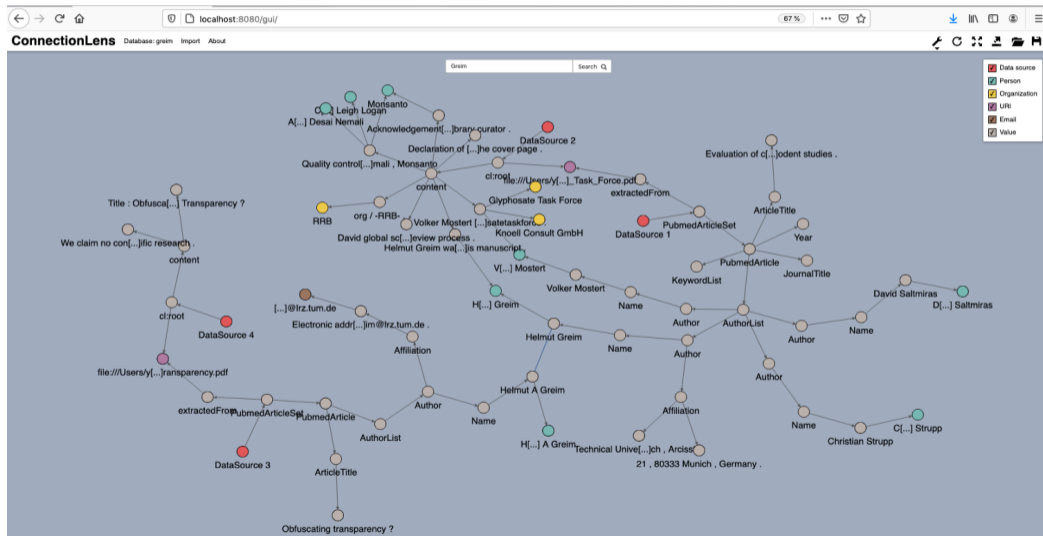 localhost:8080/gui/
67%
ConnectionLens
Database: greim
Import
About
Greim
Search
Data source
Person
Organization
URI
Email
Value
Monsanto
Leigh Logan
A[...] Desai Nemali
Acknowledgement[...]brary curator .
DataSource 2
Declaration of [...]he cover page .
Evaluation of c[...]odent studies .
Quality control[...]mali , Monsanto
cl:root
file:///Users/y[...]_Task_Force.pdf
content
extractedFrom
Title : Obfusca[...] Transparency ?
Glyphosate Task Force
ArticleTitle
org / -RRB-
RRB
Volker Mostert [...]satetaskforc
Knoell Consult GmbH
DataSource 1
PubmedArticleSet
Year
David global sc[...]eview process .
We claim no con[...]ific research .
Helmut Greim wa[...]is manuscript .
content
PubmedArticle
V[...] Mostert
JournalTitle
KeywordList
Volker Mostert
David Saltmiras
H[...] Greim
Name
D[...] Saltmiras
[...]@lrz.tum.de
cl:root
Author
AuthorList
Electronic addr[...]im@lrz.tum.de .
Name
DataSource 4
Helmut Greim
Author
Name
Affiliation
Author
file:///Users/y[...]ransparency.pdf
Author
Helmut A Greim
extractedFrom
PubmedArticleSet
PubmedArticle
Author
Affiliation
Name
Name
C[...] Strupp
AuthorList
Christian Strupp
H[...] A Greim
Technical Unive[...]ch , Arciss
DataSource 3
21 , 80333 Munich , Germany .
ArticleTitle
Obfuscating transparency ?